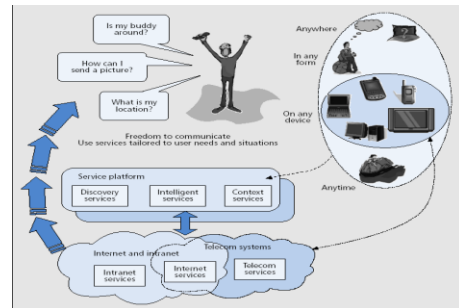 Is my buddy
around?
How can I
send a picture?
What is my
location?
Anywhere
In any
form
On any
device
Anytime
Freedom to communicate
Use services tailored to user needs and situations
Service platform
Discovery
services
Intelligent
services
Context
services
Internet and intranet
Telecom systems
Intranet
services
Internet
services
Telecom
services